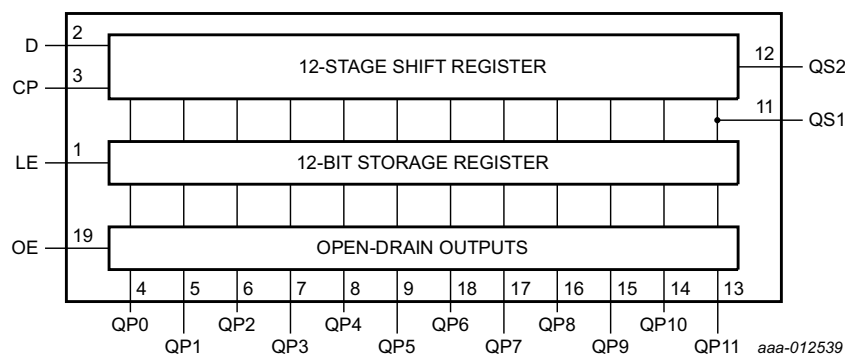 D 2
12-STAGE SHIFT REGISTER
12 QS2
CP 3
11 QS1
LE 1
12-BIT STORAGE REGISTER
OE 19
OPEN-DRAIN OUTPUTS
4 5 6 7 8 9 18 17 16 15 14 13
QP0 QP2 QP4 QP6 QP8 QP10
QP1 QP3 QP5 QP7 QP9 QP11 aaa-012539